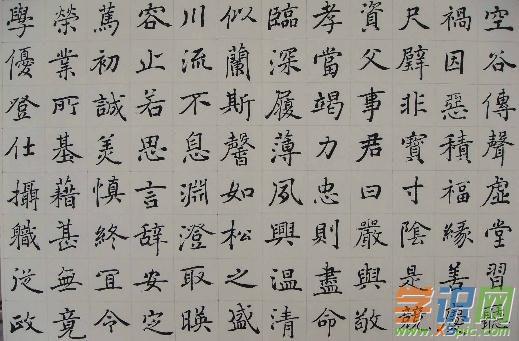 空谷傳聲虛堂習聽
禍因惡積福緣善慶
尺璧非寶寸陰是競
資父事君曰嚴與敬
孝當竭力忠則盡命
臨深履薄夙興温清
似蘭斯馨如松之盛
川流不息淵澄取暎
容止若思言辞安定
篤初誠美慎終宜令
榮業所基藉甚無竟
學優登仕攝職從政
学识网